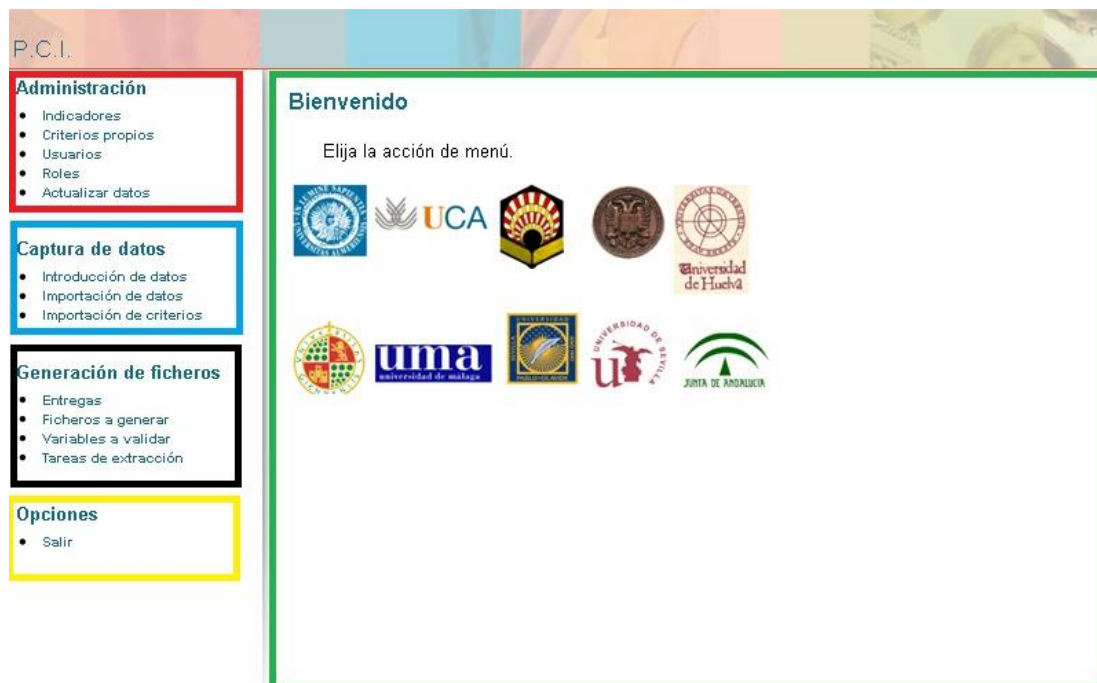 P.C.I.
Administración
Indicadores
Criterios propios
Usuarios
Roles
Actualizar datos
Captura de datos
Introducción de datos
Importación de datos
Importación de criterios
Generación de ficheros
Entregas
Ficheros a generar
Variables a validar
Tareas de extracción
Opciones
Salir
Bienvenido
Elija la acción de menú.
UCA
Universidad
de Huelva
uma
universidad de málaga
UNIVERSIDAD
UNIVERSIDAD DE SEVILLA
JUNTA DE ANDALUCIA